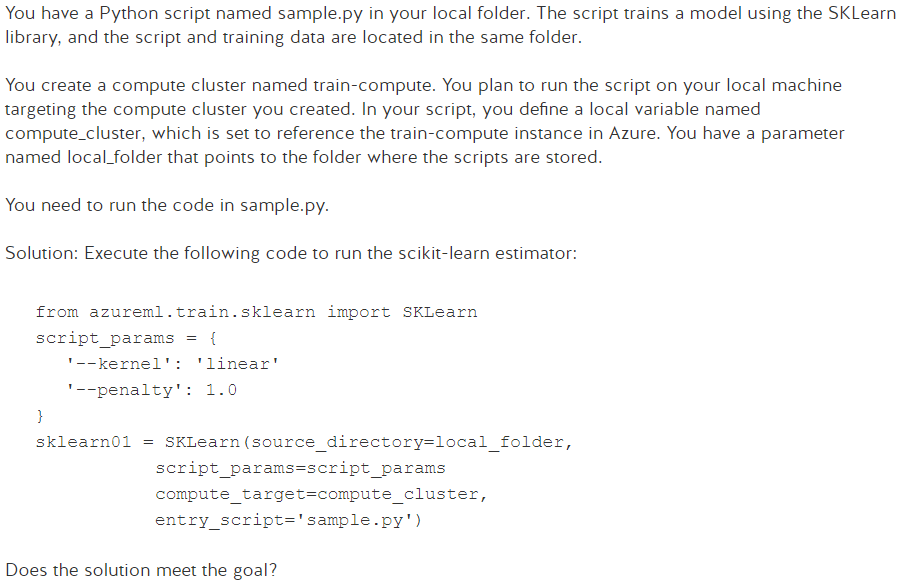 You have a Python script named sample.py in your local folder. The script trains a model using the SKLearn
library, and the script and training data are located in the same folder.
You create a compute cluster named train-compute. You plan to run the script on your local machine
targeting the compute cluster you created. In your script, you define a local variable named
compute_cluster, which is set to reference the train-compute instance in Azure. You have a parameter
named local_folder that points to the folder where the scripts are stored.
You need to run the code in sample.py.
Solution: Execute the following code to run the scikit-learn estimator:
from azureml.train.sklearn import SKLearn
script_params = {
'--kernel': 'linear'
'--penalty': 1.0
}
sklearn01 = SKLearn(source_directory=local_folder,
script_params=script_params
compute_target=compute_cluster,
entry_script='sample.py')
Does the solution meet the goal?